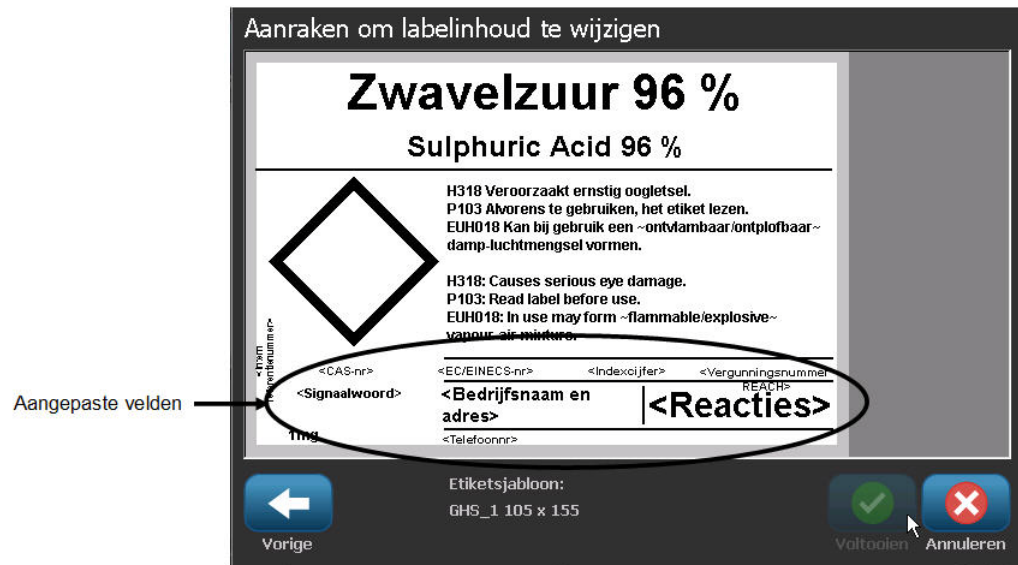 Aanraken om labelinhoud te wijzigen
Zwavelzuur 96 %
Sulphuric Acid 96 %
H318 Veroorzaakt ernstig oogletsel.
P103 Alvorens te gebruiken, het etiket lezen.
EUH018 Kan bij gebruik een ~ontvlambaar/ontplofbaar~
damp-luchtmengsel vormen.
H318: Causes serious eye damage.
P103: Read label before use.
EUH018: In use may form ~flammable/explosive~
vapour-air mixture.
<Intern
referentienummer>
<CAS-nr>
<EC/EINECS-nr>
<Indexcijfer>
<Vergunningsnummer
REACH>
Aangepaste velden
<Signaalwoord>
<Bedrijfsnaam en
adres>
<Reacties>
1mg
<Telefoonnr>
Etiketsjabloon:
GHS_1 105 x 155
Vorige
Voltooien
Annuleren